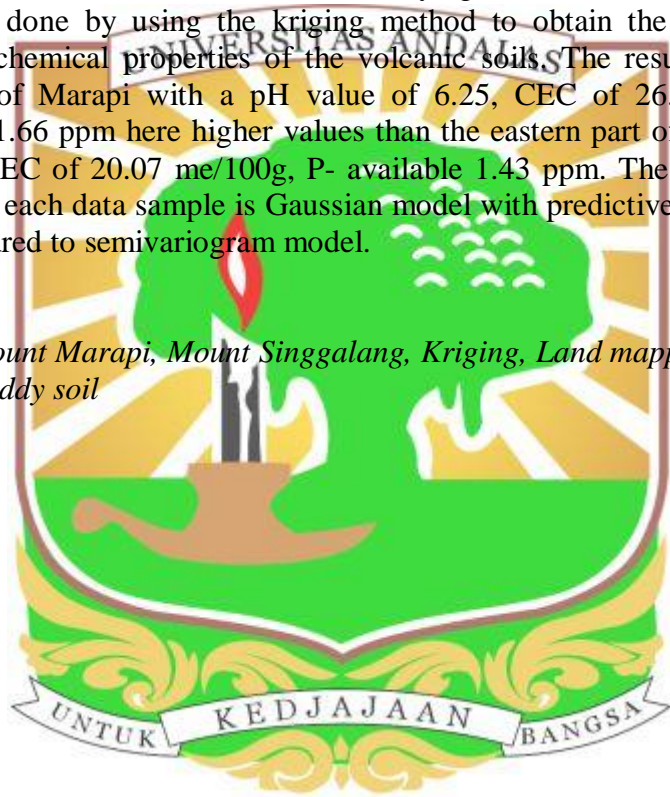 done by using the kriging method to obtain the
UNIVERSITAS ANDALAS
chemical properties of the volcanic soils. The resu
of Marapi with a pH value of 6.25, CEC of 26.
1.66 ppm here higher values than the eastern part of
EC of 20.07 me/100g, P- available 1.43 ppm. The
each data sample is Gaussian model with predictive
ared to semivariogram model.
ount Marapi, Mount Singgalang, Kriging, Land mapp
ddy soil
UNTUK KEDJAJAAN BANGSA